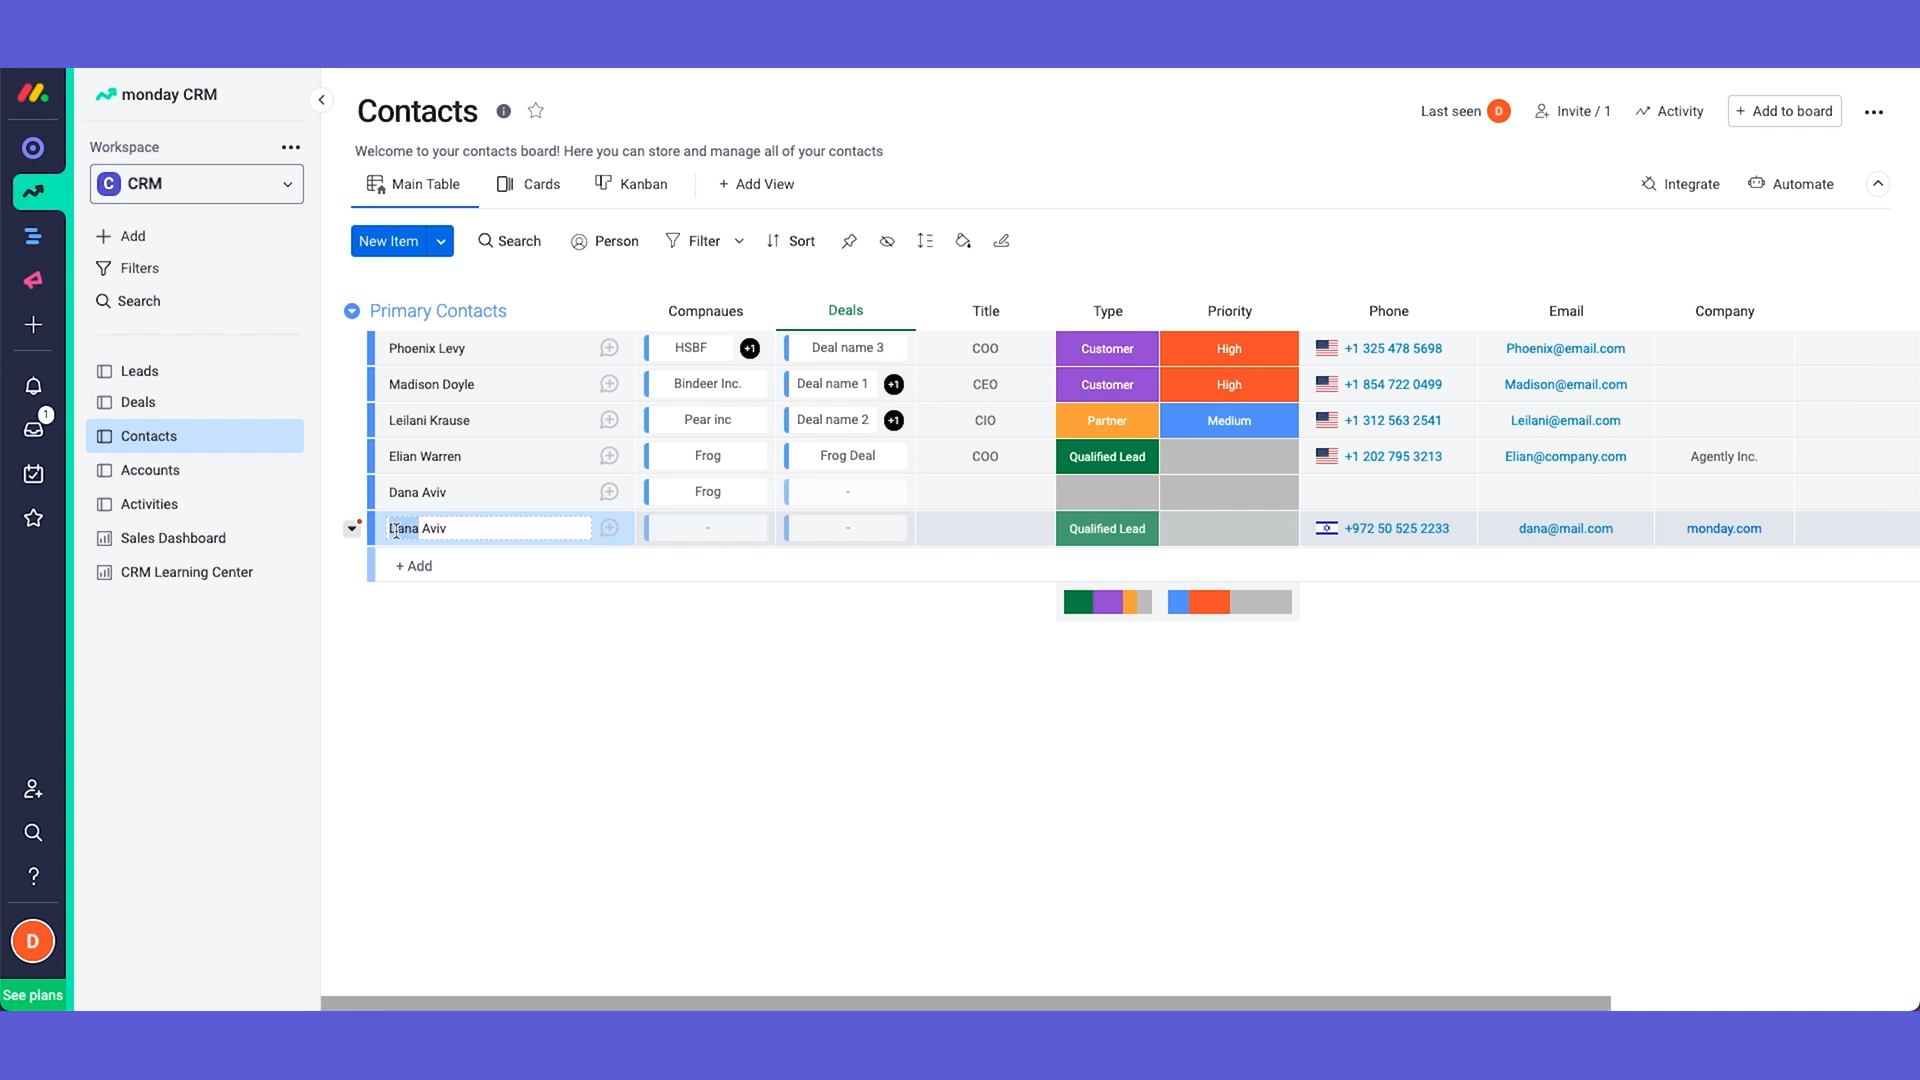 monday CRM
Workspace
C CRM
Add
Filters
Search
Leads
Deals
Contacts
Accounts
Activities
Sales Dashboard
CRM Learning Center
1
?
D
See plans
Contacts
Last seen D Invite / 1 Activity + Add to board
Welcome to your contacts board! Here you can store and manage all of your contacts
Main Table Cards Kanban + Add View Integrate Automate
New Item Search Person Filter Sort
Primary Contacts Compnaues Deals Title Type Priority Phone Email Company
Phoenix Levy HSBF +1 Deal name 3 COO Customer High +1 325 478 5698 Phoenix@email.com
Madison Doyle Bindeer Inc. Deal name 1 +1 CEO Customer High +1 854 722 0499 Madison@email.com
Leilani Krause Pear inc Deal name 2 +1 CIO Partner Medium +1 312 563 2541 Leilani@email.com
Elian Warren Frog Frog Deal COO Qualified Lead +1 202 795 3213 Elian@company.com Agently Inc.
Dana Aviv Frog -
Dana Aviv - - Qualified Lead +972 50 525 2233 dana@mail.com monday.com
+ Add